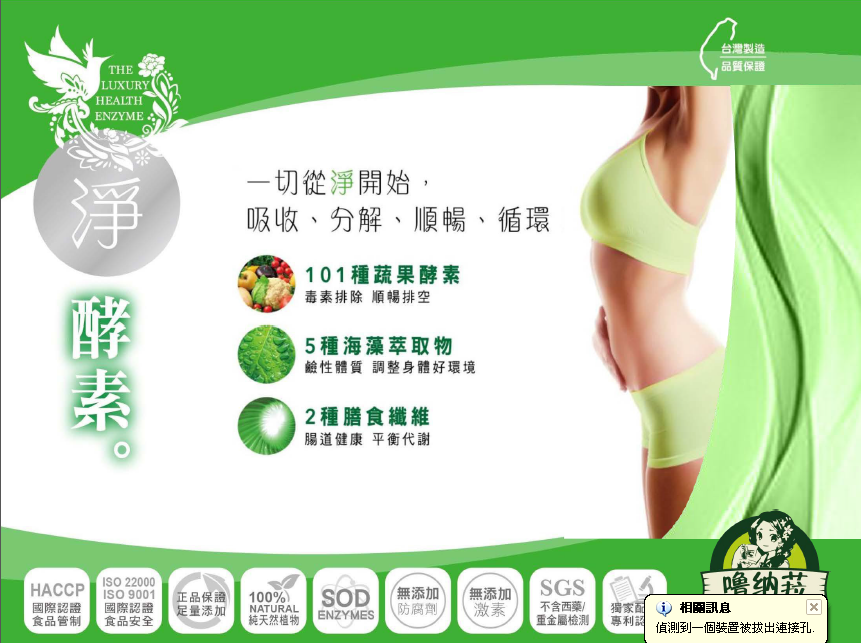 THE
LUXURY
HEALTH
ENZYME
台灣製造
品質保證
淨
酵素。
一切從淨開始，
吸收、分解、順暢、循環
101種蔬果酵素
毒素排除 順暢排空
5種海藻萃取物
鹼性體質 調整身體好環境
2種膳食纖維
腸道健康 平衡代謝
HACCP
國際認證
食品管制
ISO 22000
ISO 9001
國際認證
食品安全
正品保證
足量添加
100%
NATURAL
純天然植物
SOD
ENZYMES
無添加
防腐劑
無添加
激素
SGS
不含西藥/
重金屬檢測
獨家配
專利認
嚕纳菈
相關訊息
偵測到一個裝置被拔出連接孔.